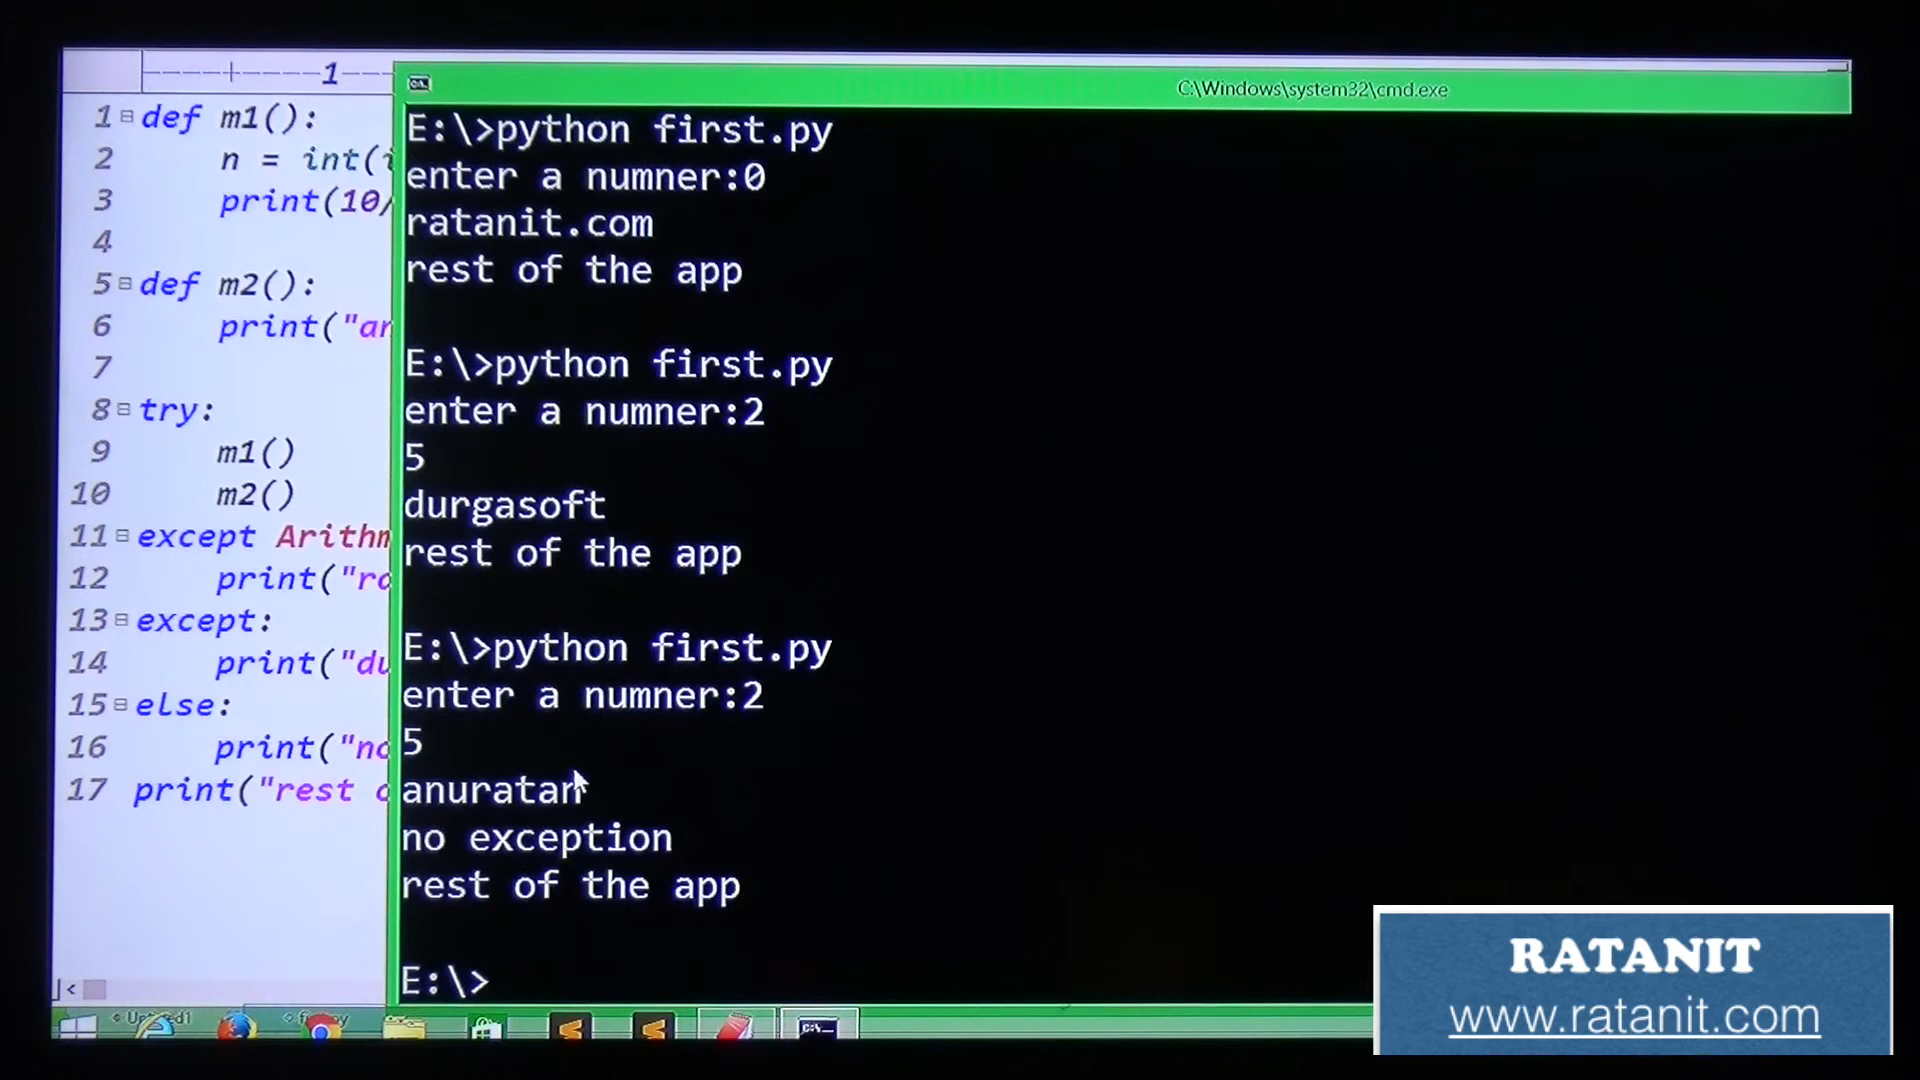 1
1 def m1():
2 n = int(i
3 print(10/
4
5 def m2():
6 print("an
7
8 try:
9 m1()
10 m2()
11 except Arithm
12 print("ra
13 except:
14 print("du
15 else:
16 print("no
17 print("rest o
C:\Windows\system32\cmd.exe
E:\>python first.py
enter a numner:0
ratanit.com
rest of the app
E:\>python first.py
enter a numner:2
5
durgasoft
rest of the app
E:\>python first.py
enter a numner:2
5
anuratan
no exception
rest of the app
E:\>
RATANIT
www.ratanit.com